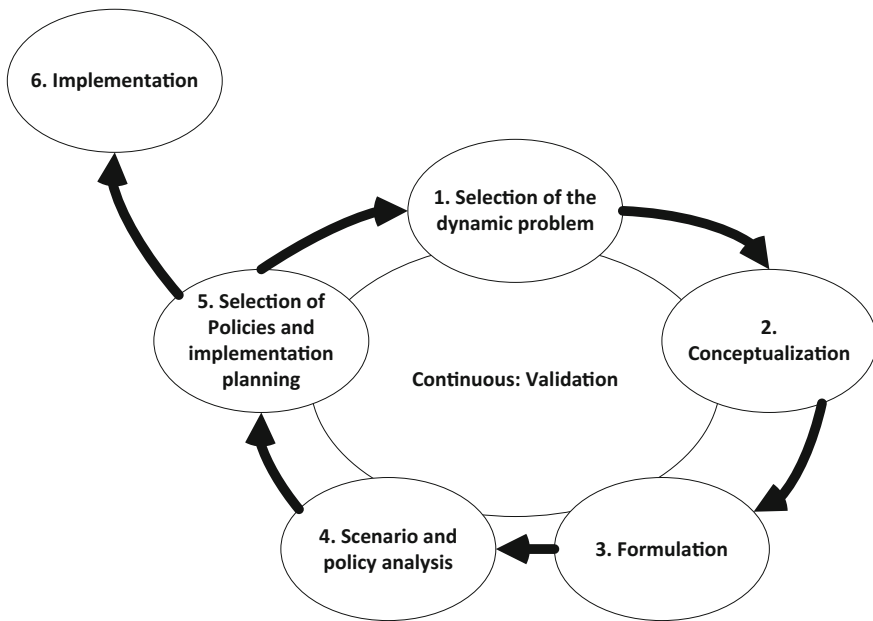 6. Implementation
1. Selection of the
dynamic problem
5. Selection of
Policies and
implementation
planning
2.
Conceptualization
Continuous: Validation
4. Scenario and
policy analysis
3. Formulation